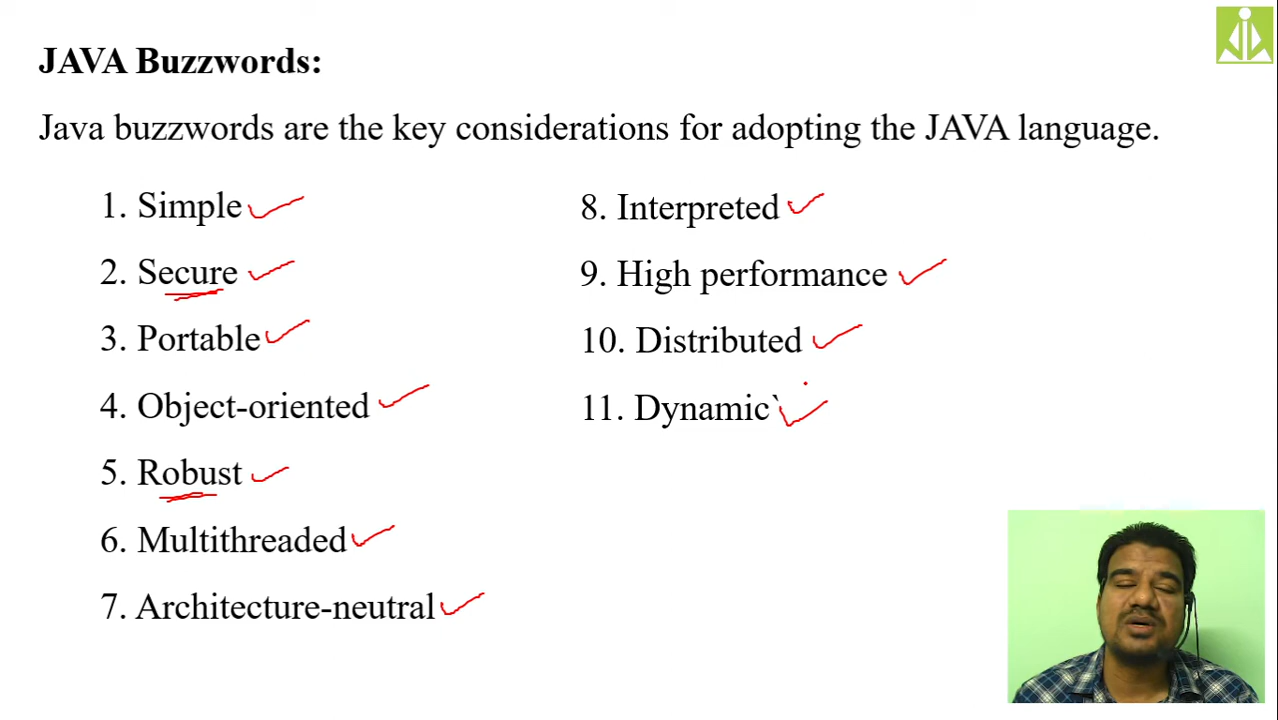 JAVA Buzzwords:
Java buzzwords are the key considerations for adopting the JAVA language.
1. Simple
2. Secure
3. Portable
4. Object-oriented
5. Robust
6. Multithreaded
7. Architecture-neutral
8. Interpreted
9. High performance
10. Distributed
11. Dynamic`